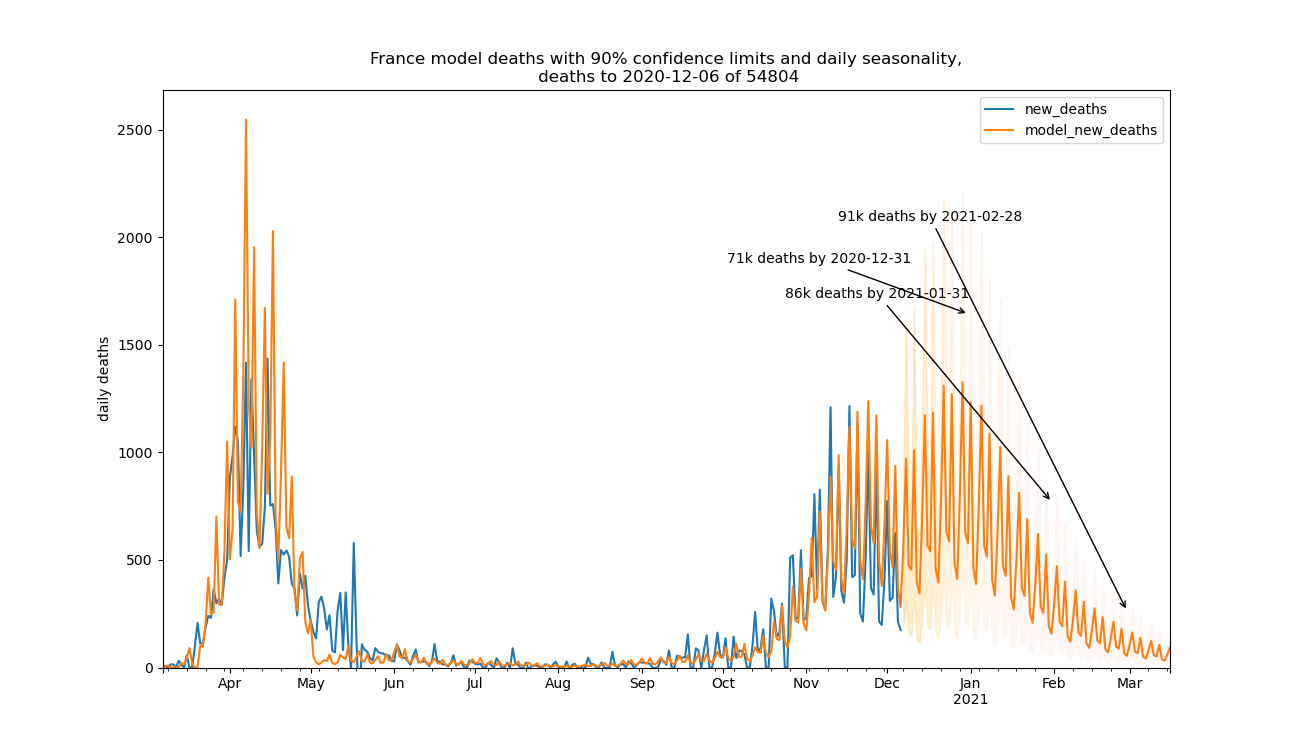 France model deaths with 90% confidence limits and daily seasonality,
deaths to 2020-12-06 of 54804
new_deaths
model_new_deaths
91k deaths by 2021-02-28
71k deaths by 2020-12-31
86k deaths by 2021-01-31
daily deaths
2500
2000
1500
1000
500
0
Apr May Jun Jul Aug Sep Oct Nov Dec Jan Feb Mar
2021